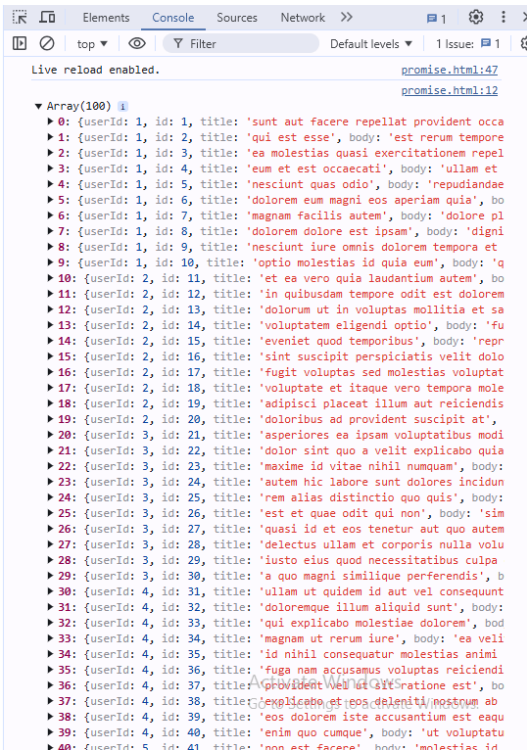 Elements Console Sources Network 1
top Filter Default levels 1 Issue: 1
Live reload enabled. promise.html:47
promise.html:12
Array(100) i
0: {userId: 1, id: 1, title: 'sunt aut facere repellat provident occa
1: {userId: 1, id: 2, title: 'qui est esse', body: 'est rerum tempore
2: {userId: 1, id: 3, title: 'ea molestias quasi exercitationem repel
3: {userId: 1, id: 4, title: 'eum et est occaecati', body: 'ullam et
4: {userId: 1, id: 5, title: 'nesciunt quas odio', body: 'repudiandae
5: {userId: 1, id: 6, title: 'dolorem eum magni eos aperiam quia', bo
6: {userId: 1, id: 7, title: 'magnam facilis autem', body: 'dolore pl
7: {userId: 1, id: 8, title: 'dolorem dolore est ipsam', body: 'digni
8: {userId: 1, id: 9, title: 'nesciunt iure omnis dolorem tempora et
9: {userId: 1, id: 10, title: 'optio molestias id quia eum', body: 'q
10: {userId: 2, id: 11, title: 'et ea vero quia laudantium autem', bo
11: {userId: 2, id: 12, title: 'in quibusdam tempore odit est dolorem
12: {userId: 2, id: 13, title: 'dolorum ut in voluptas mollitia et sa
13: {userId: 2, id: 14, title: 'voluptatem eligendi optio', body: 'fu
14: {userId: 2, id: 15, title: 'eveniet quod temporibus', body: 'repr
15: {userId: 2, id: 16, title: 'sint suscipit perspiciatis velit dolo
16: {userId: 2, id: 17, title: 'fugit voluptas sed molestias voluptat
17: {userId: 2, id: 18, title: 'voluptate et itaque vero tempora mole
18: {userId: 2, id: 19, title: 'adipisci placeat illum aut reiciendis
19: {userId: 2, id: 20, title: 'doloribus ad provident suscipit at',
20: {userId: 3, id: 21, title: 'asperiores ea ipsam voluptatibus modi
21: {userId: 3, id: 22, title: 'dolor sint quo a velit explicabo quia
22: {userId: 3, id: 23, title: 'maxime id vitae nihil numquam', body:
23: {userId: 3, id: 24, title: 'autem hic labore sunt dolores incidun
24: {userId: 3, id: 25, title: 'rem alias distinctio quo quis', body:
25: {userId: 3, id: 26, title: 'est et quae odit qui non', body: 'sim
26: {userId: 3, id: 27, title: 'quasi id et eos tenetur aut quo autem
27: {userId: 3, id: 28, title: 'delectus ullam et corporis nulla volu
28: {userId: 3, id: 29, title: 'iusto eius quod necessitatibus culpa
29: {userId: 3, id: 30, title: 'a quo magni similique perferendis', b
30: {userId: 4, id: 31, title: 'ullam ut quidem id aut vel consequunt
31: {userId: 4, id: 32, title: 'doloremque illum aliquid sunt', body:
32: {userId: 4, id: 33, title: 'qui explicabo molestiae dolorem', bod
33: {userId: 4, id: 34, title: 'magnam ut rerum iure', body: 'ea veli
34: {userId: 4, id: 35, title: 'id nihil consequatur molestias animi
35: {userId: 4, id: 36, title: 'fuga nam accusamus voluptas reiciendi
Activate Windows
36: {userId: 4, id: 37, title: 'provident vel ut sit ratione est', bo
37: {userId: 4, id: 38, title: 'explicabo et eos deleniti nostrum ab
Go to Settings to activate Windows.
38: {userId: 4, id: 39, title: 'eos dolorem iste accusantium est eaqu
39: {userId: 4, id: 40, title: 'enim quo cumque', body: 'ut voluptatu
40: {userId: 5, id: 41, title: 'non est facere', body: 'molestias id